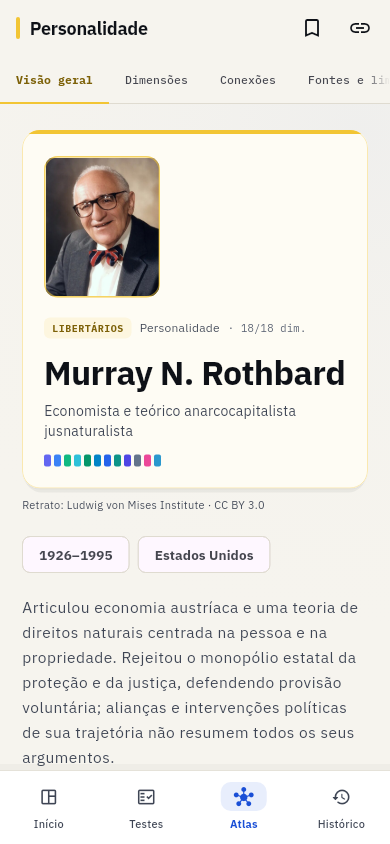 Personalidade
Visão geral
Dimensões
Conexões
Fontes e li
LIBERTÁRIOS
Personalidade · 18/18 dim.
Murray N. Rothbard
Economista e teórico anarcocapitalista
jusnaturalista
Retrato: Ludwig von Mises Institute · CC BY 3.0
1926–1995
Estados Unidos
Articulou economia austríaca e uma teoria de
direitos naturais centrada na pessoa e na
propriedade. Rejeitou o monopólio estatal da
proteção e da justiça, defendendo provisão
voluntária; alianças e intervenções políticas
de sua trajetória não resumem todos os seus
argumentos.
Início
Testes
Atlas
Histórico